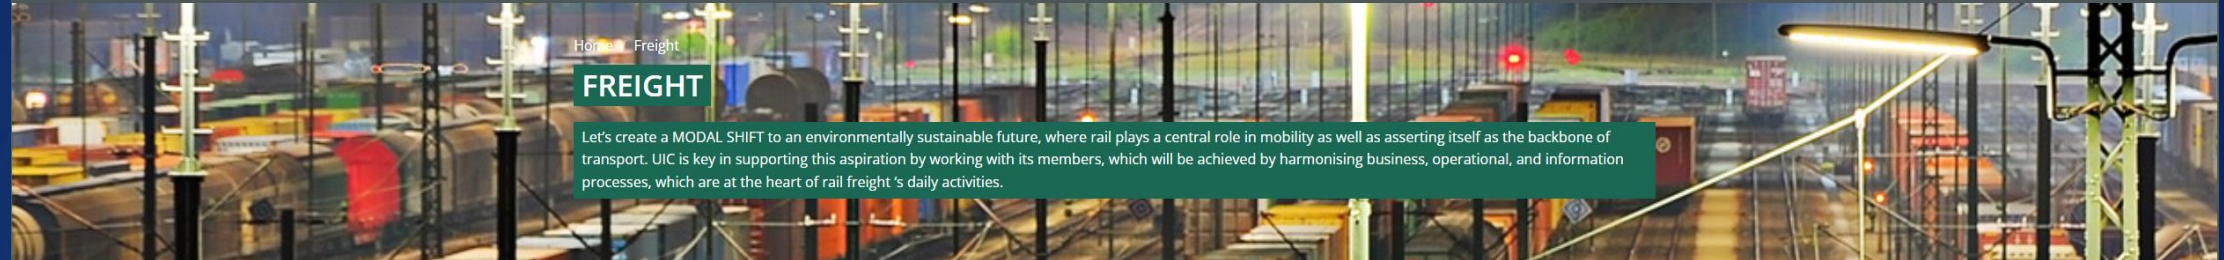 Home Freight
FREIGHT
Let's create a MODAL SHIFT to an environmentally sustainable future, where rail plays a central role in mobility as well as asserting itself as the backbone of
transport. UIC is key in supporting this aspiration by working with its members, which will be achieved by harmonising business, operational, and information
processes, which are at the heart of rail freight ‘s daily activities.